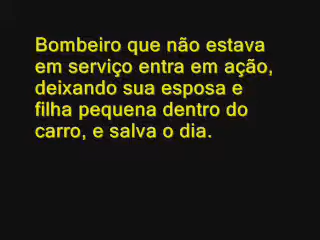 Bombeiro que não estava
em serviço entra em ação,
deixando sua esposa e
filha pequena dentro do
carro, e salva o dia.